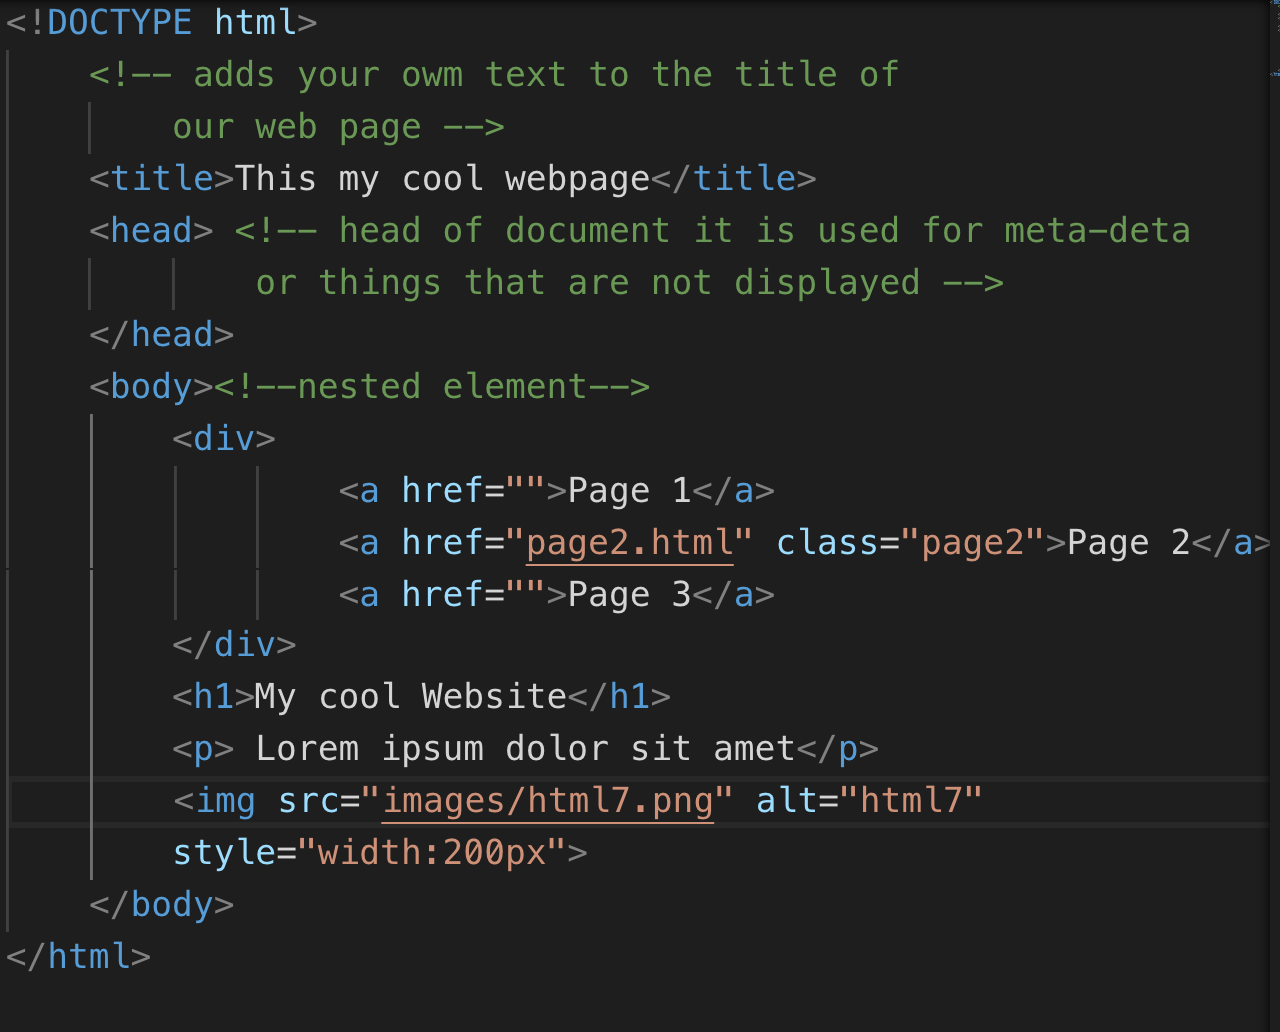 <!DOCTYPE html>
<!-- adds your owm text to the title of
our web page -->
<title>This my cool webpage</title>
<head> <!-- head of document it is used for meta-deta
or things that are not displayed -->
</head>
<body><!--nested element-->
<div>
<a href="">Page 1</a>
<a href="page2.html" class="page2">Page 2</a>
<a href="">Page 3</a>
</div>
<h1>My cool Website</h1>
<p> Lorem ipsum dolor sit amet</p>
<img src="images/html7.png" alt="html7"
style="width:200px">
</body>
</html>